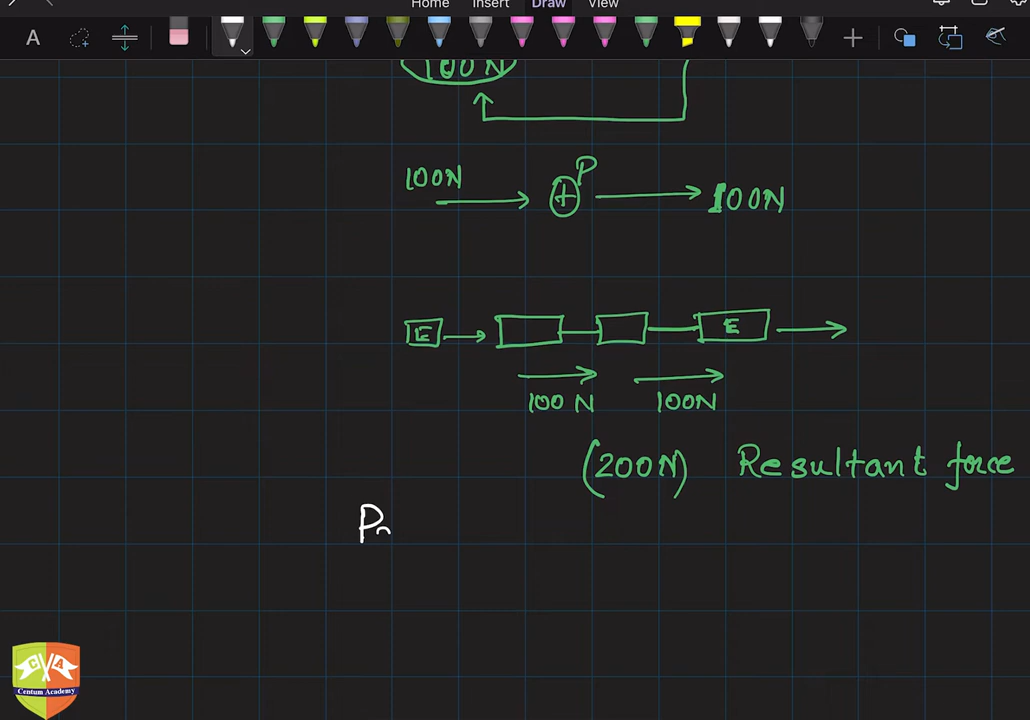 Home Insert Draw View
A
100N
100N + P 100N
E E
100 N 100N
(200N) Resultant force
P
C A
Centum Academy